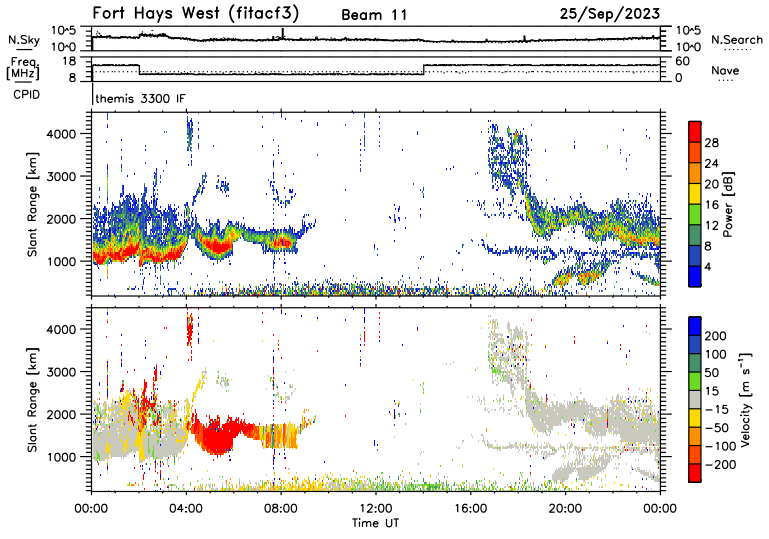 Fort Hays West (fitacf3) Beam 11 25/Sep/2023
N.Sky 10^5 10^0 10^5 10^0 N.Search
Freq. [MHz] 18 8 60 0 Nave
CPID themis 3300 IF
Slant Range [km] 4000 3000 2000 1000
28 24 20 16 12 8 4 Power [dB]
Slant Range [km] 4000 3000 2000 1000
200 100 50 15 −15 −50 −100 −200 Velocity [m s⁻¹]
00:00 04:00 08:00 12:00 16:00 20:00 00:00
Time UT